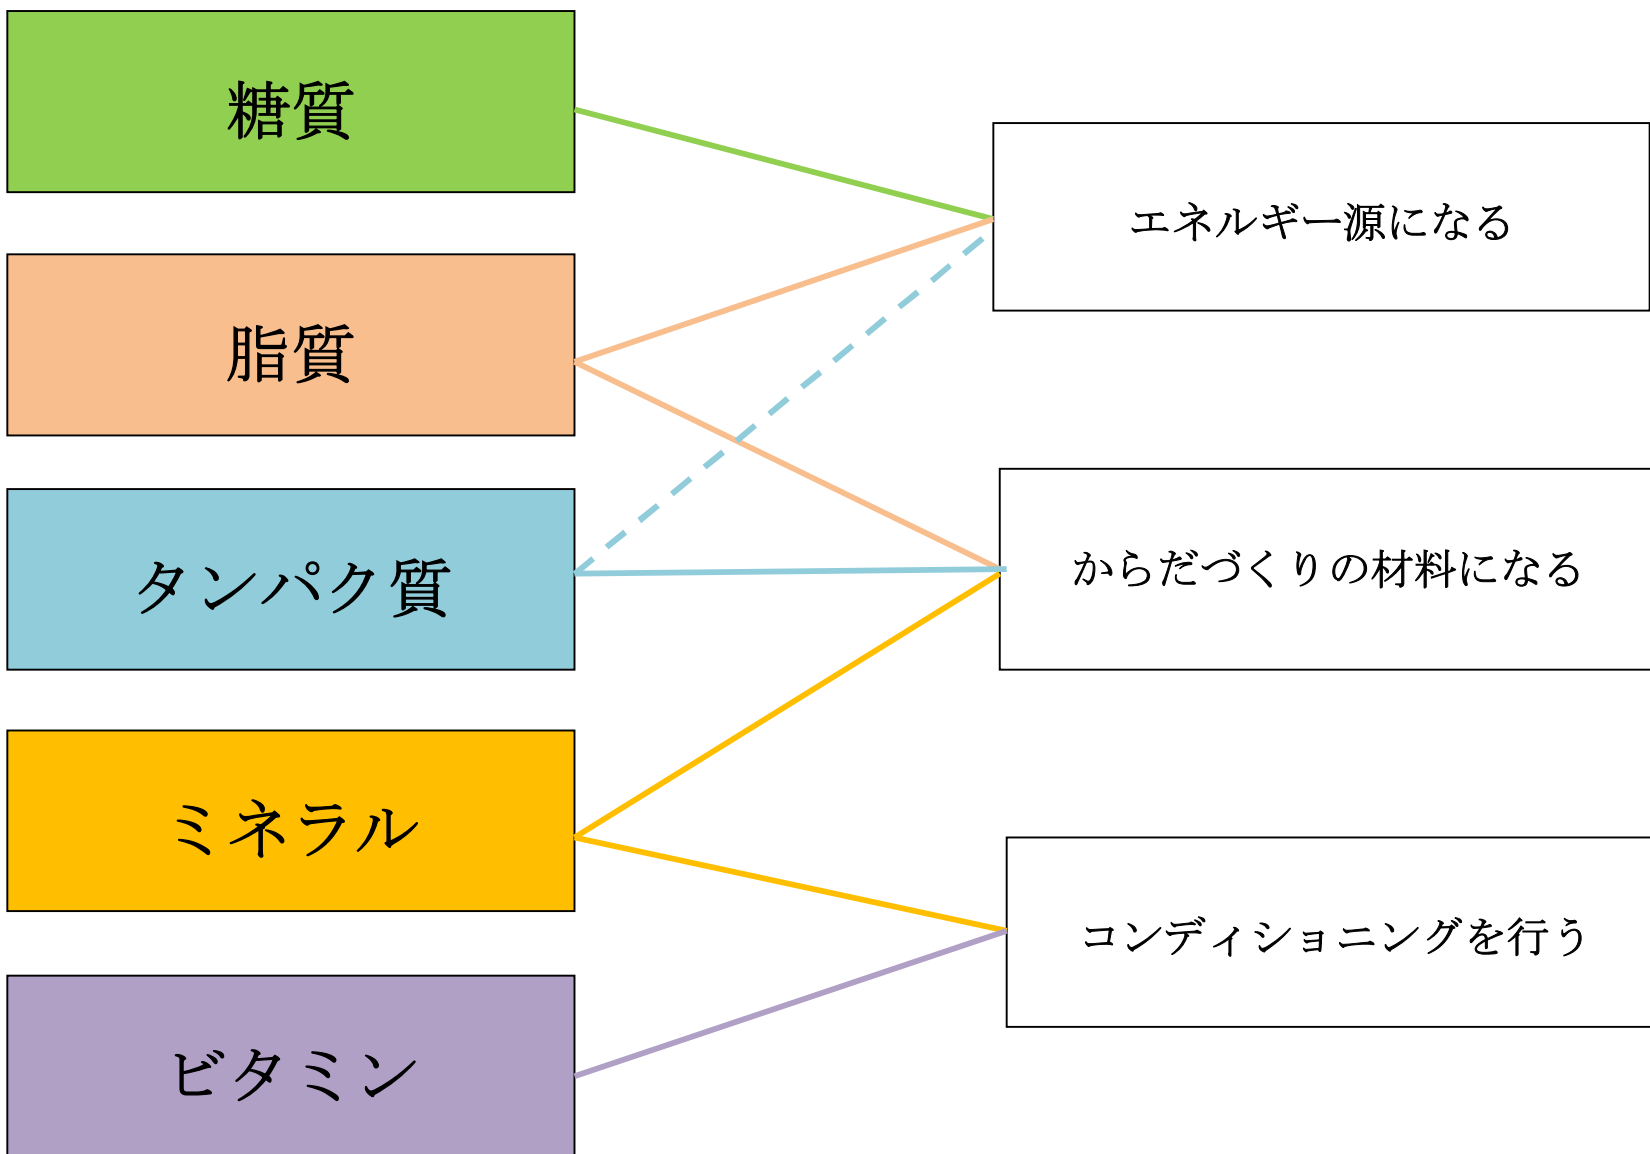 糖質
脂質
タンパク質
ミネラル
ビタミン
エネルギー源になる
からだづくりの材料になる
コンディショニングを行う